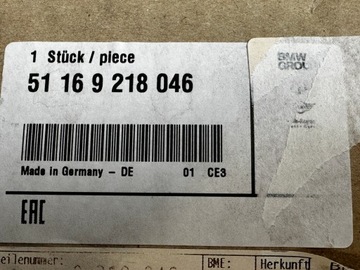 1 Stück / piece
BMW
GROUP
51 16 9 218 046
Made in Germany - DE 01 CE3
EAC
eilenummer: BME: Herkunft